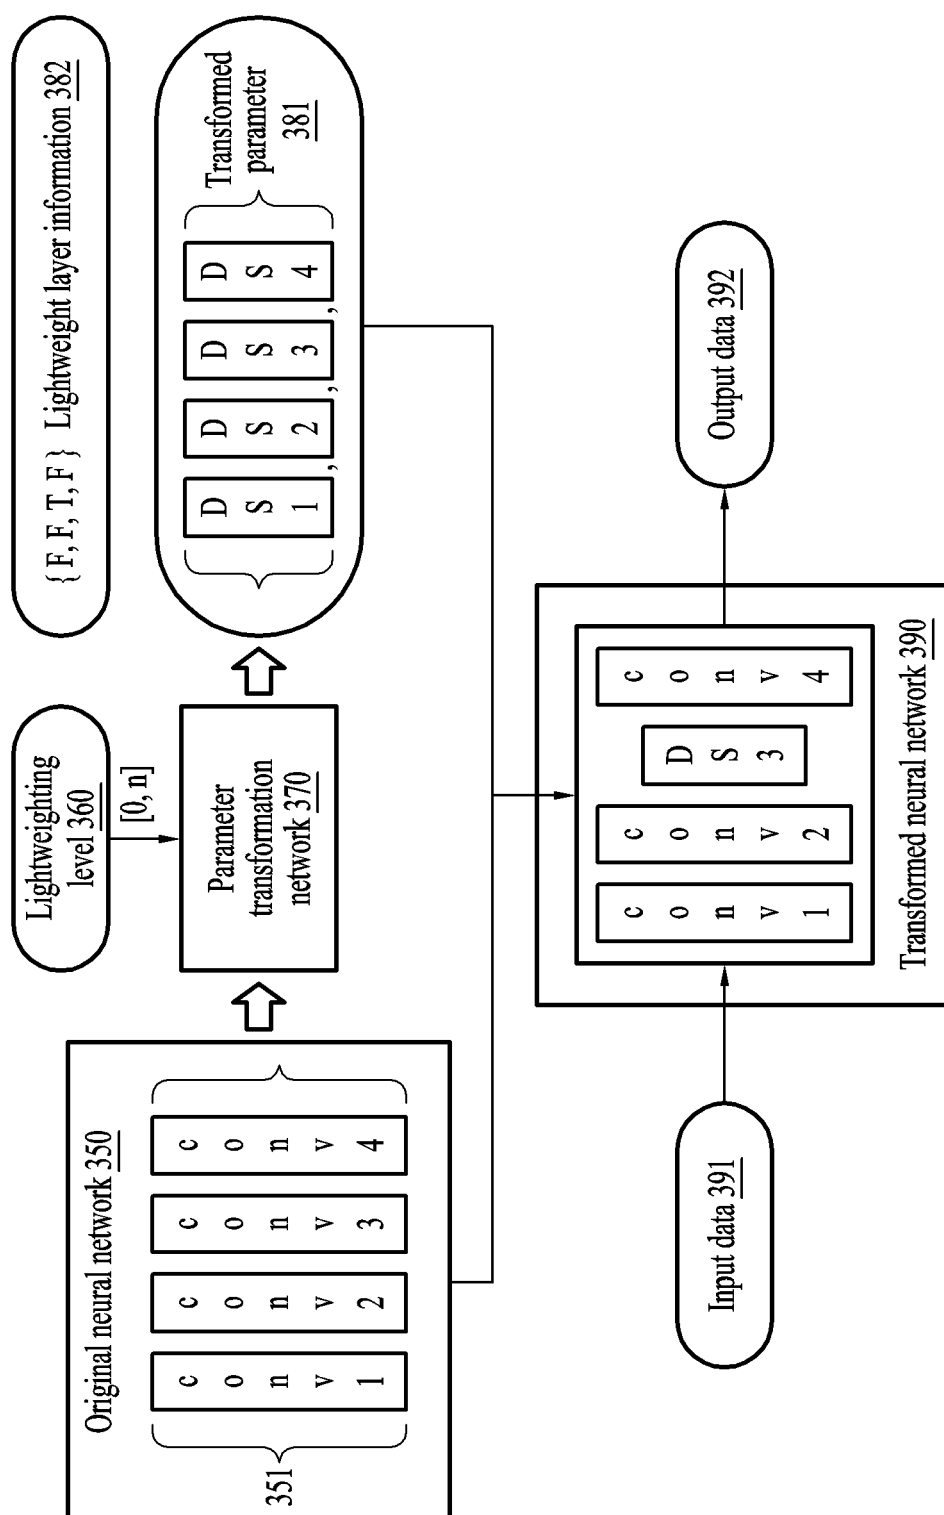 Original neural network 350
351
c o n v 1
c o n v 2
c o n v 3
c o n v 4
Lightweighting
level 360
[0, n]
Parameter
transformation
network 370
{ F, F, T, F } Lightweight layer information 382
D S 1 ,
D S 2 ,
D S 3 ,
D S 4
Transformed
parameter
381
Input data 391
c o n v 1
c o n v 2
D S 3
c o n v 4
Transformed neural network 390
Output data 392